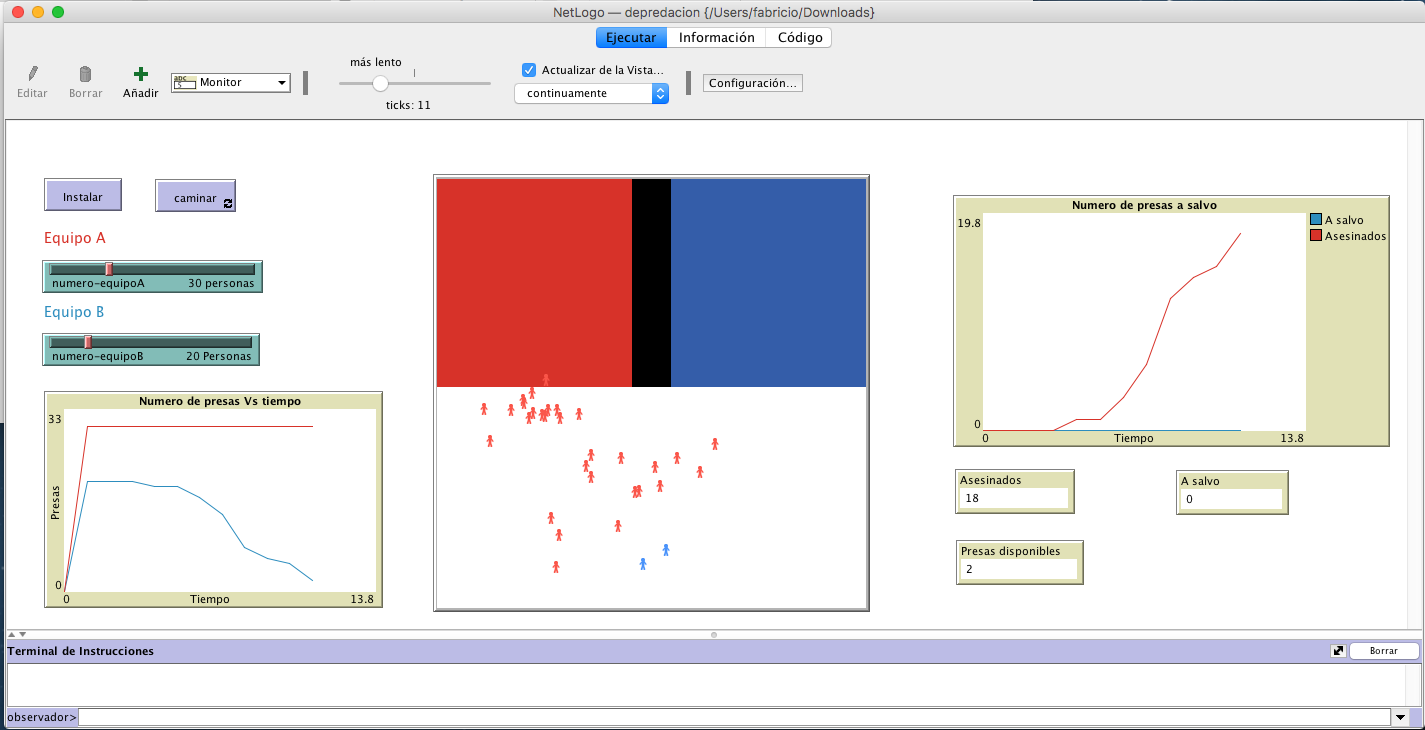 NetLogo — depredacion {/Users/fabricio/Downloads}
Ejecutar Información Código
Editar Borrar Añadir
abc
5
Monitor
más lento
ticks: 11
Actualizar de la Vista...
continuamente
Configuración...
Instalar
caminar
Equipo A
numero-equipoA 30 personas
Equipo B
numero-equipoB 20 Personas
Numero de presas Vs tiempo
33
Presas
0
0 Tiempo 13.8
Numero de presas a salvo
19.8
0
0 Tiempo 13.8
A salvo
Asesinados
Asesinados
18
A salvo
0
Presas disponibles
2
Terminal de Instrucciones
Borrar
observador>